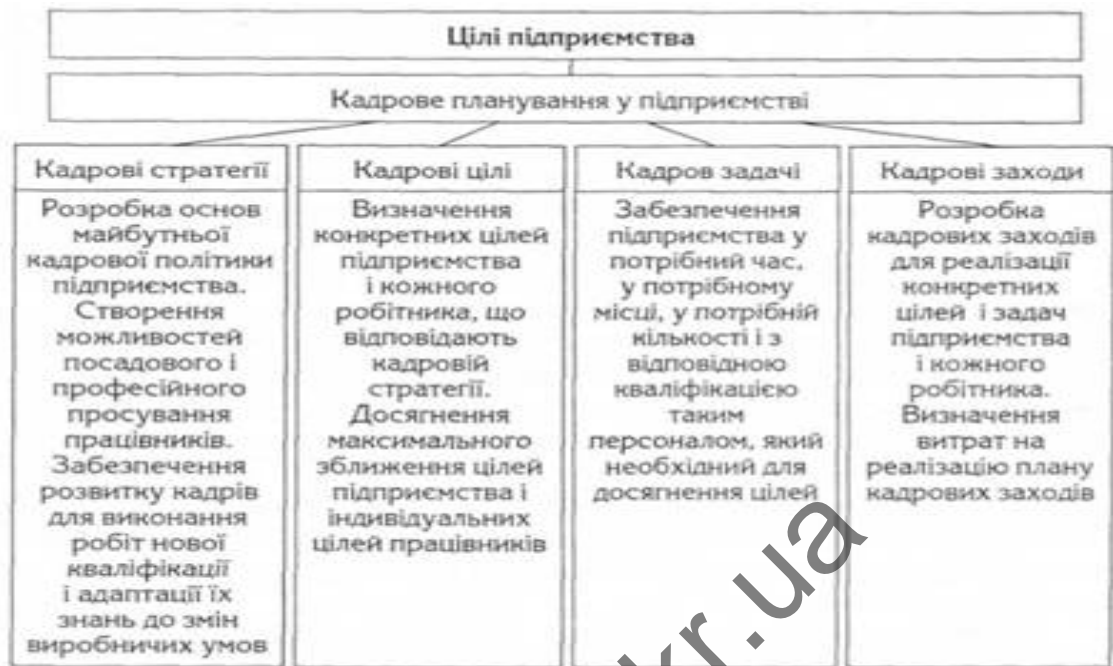 Цілі підприємства
Кадрове планування у підприємстві
Кадрові стратегії
Розробка основ
майбутньої
кадрової політики
підприємства.
Створення
можливостей
посадового і
професійного
просування
працівників.
Забезпечення
розвитку кадрів
для виконання
робіт нової
кваліфікації
і адаптації їх
знань до змін
виробничих умов
Кадрові цілі
Визначення
конкретних цілей
підприємства
і кожного
робітника, що
відповідають
кадровій
стратегії.
Досягнення
максимального
зближення цілей
підприємства і
індивідуальних
цілей працівників
Кадров задачі
Забезпечення
підприємства у
потрібний час,
у потрібному
місці, у потрібній
кількості і з
відповідною
кваліфікацією
таким
персоналом, який
необхідний для
досягнення цілей
Кадрові заходи
Розробка
кадрових заходів
для реалізації
конкретних
цілей і задач
підприємства
і кожного
робітника.
Визначення
витрат на
реалізацію плану
кадрових заходів
kr.ua